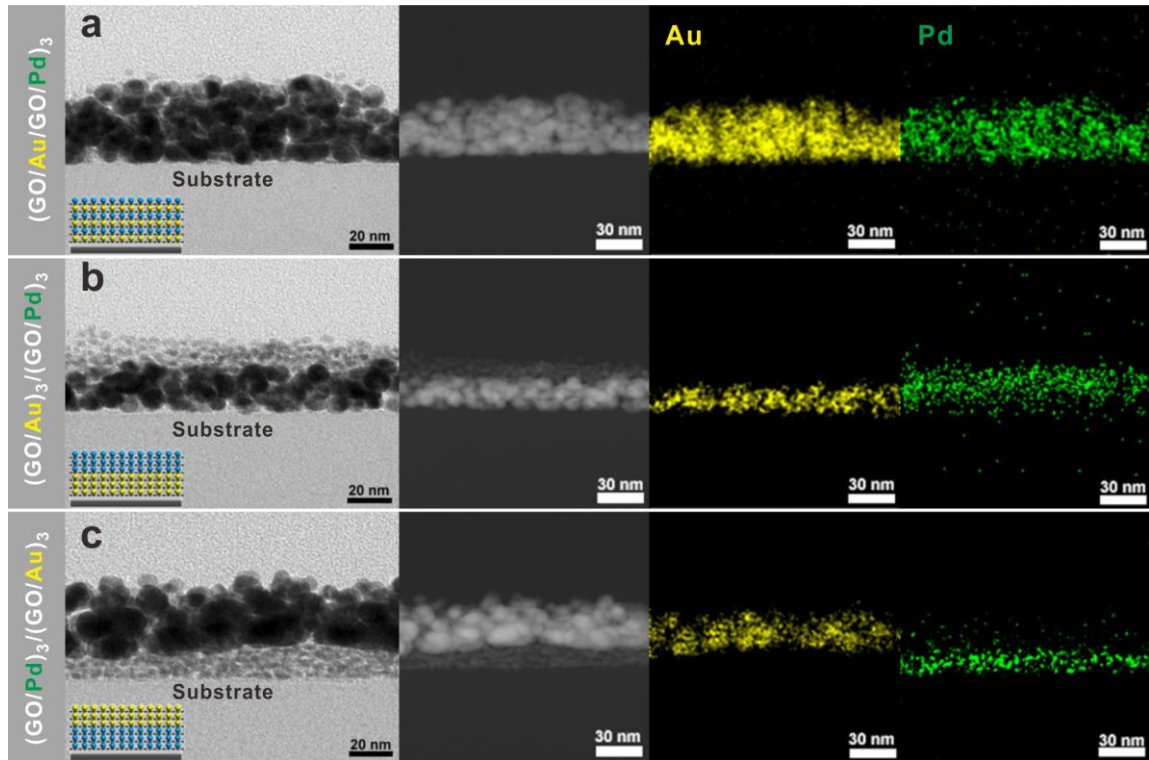 (GO/Au/GO/Pd)₃
a
Substrate
20 nm
30 nm
Au
30 nm
Pd
30 nm
(GO/Au)₃/(GO/Pd)₃
b
Substrate
20 nm
30 nm
30 nm
30 nm
(GO/Pd)₃/(GO/Au)₃
c
Substrate
20 nm
30 nm
30 nm
30 nm